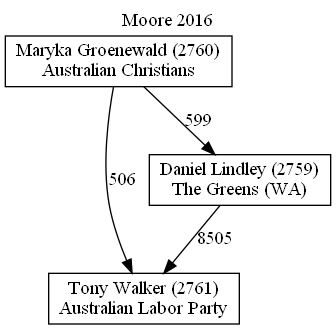 Moore 2016
Maryka Groenewald (2760)
Australian Christians
599
Daniel Lindley (2759)
The Greens (WA)
506
8505
Tony Walker (2761)
Australian Labor Party